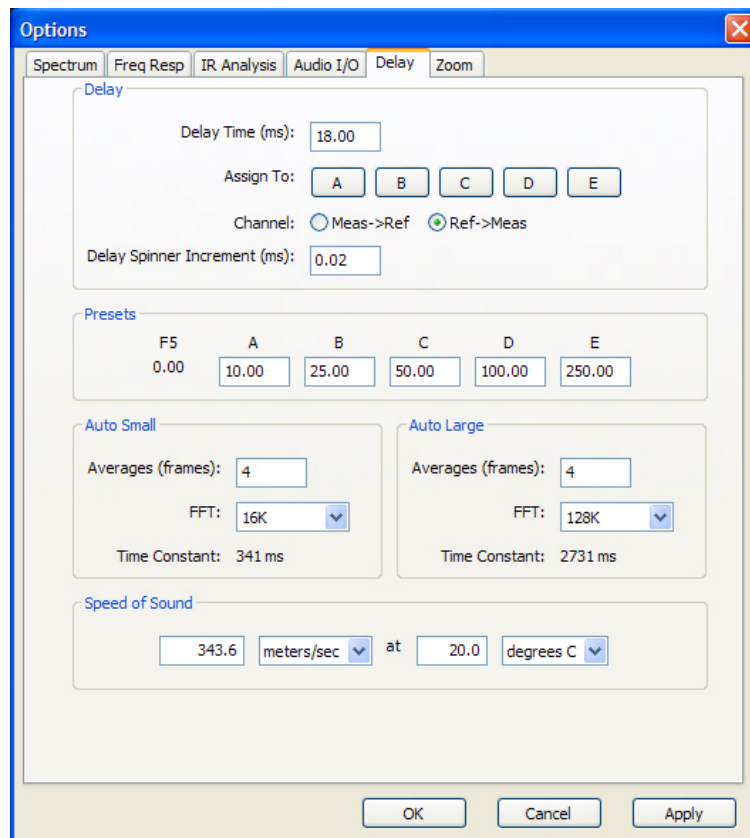 Options
Spectrum Freq Resp IR Analysis Audio I/O Delay Zoom
Delay
Delay Time (ms): 18.00
Assign To: A B C D E
Channel: Meas->Ref Ref->Meas
Delay Spinner Increment (ms): 0.02
Presets
F5 A B C D E
0.00 10.00 25.00 50.00 100.00 250.00
Auto Small
Averages (frames): 4
FFT: 16K
Time Constant: 341 ms
Auto Large
Averages (frames): 4
FFT: 128K
Time Constant: 2731 ms
Speed of Sound
343.6 meters/sec at 20.0 degrees C
OK Cancel Apply